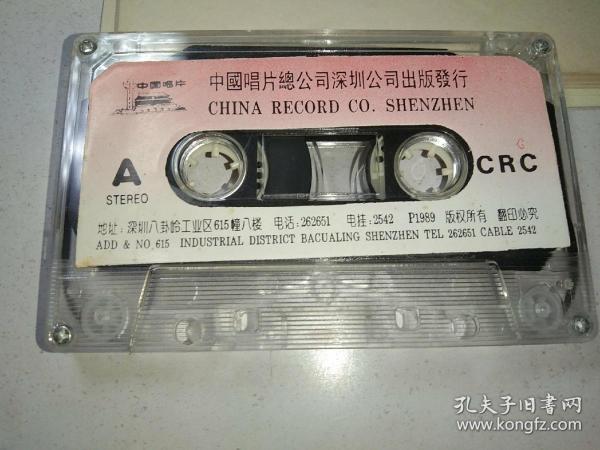 中國唱片
中國唱片總公司深圳公司出版發行
CHINA RECORD CO. SHENZHEN
A
STEREO
C
CRC
地址:深圳八卦岭工业区615幢八楼 电话:262651 电挂:2542 P1989 版权所有 翻印必究
ADD & NO 615 INDUSTRIAL DISTRICT BACUALING SHENZHEN TEL 262651 CABLE 2542
孔夫子旧书网
www.kongfz.com